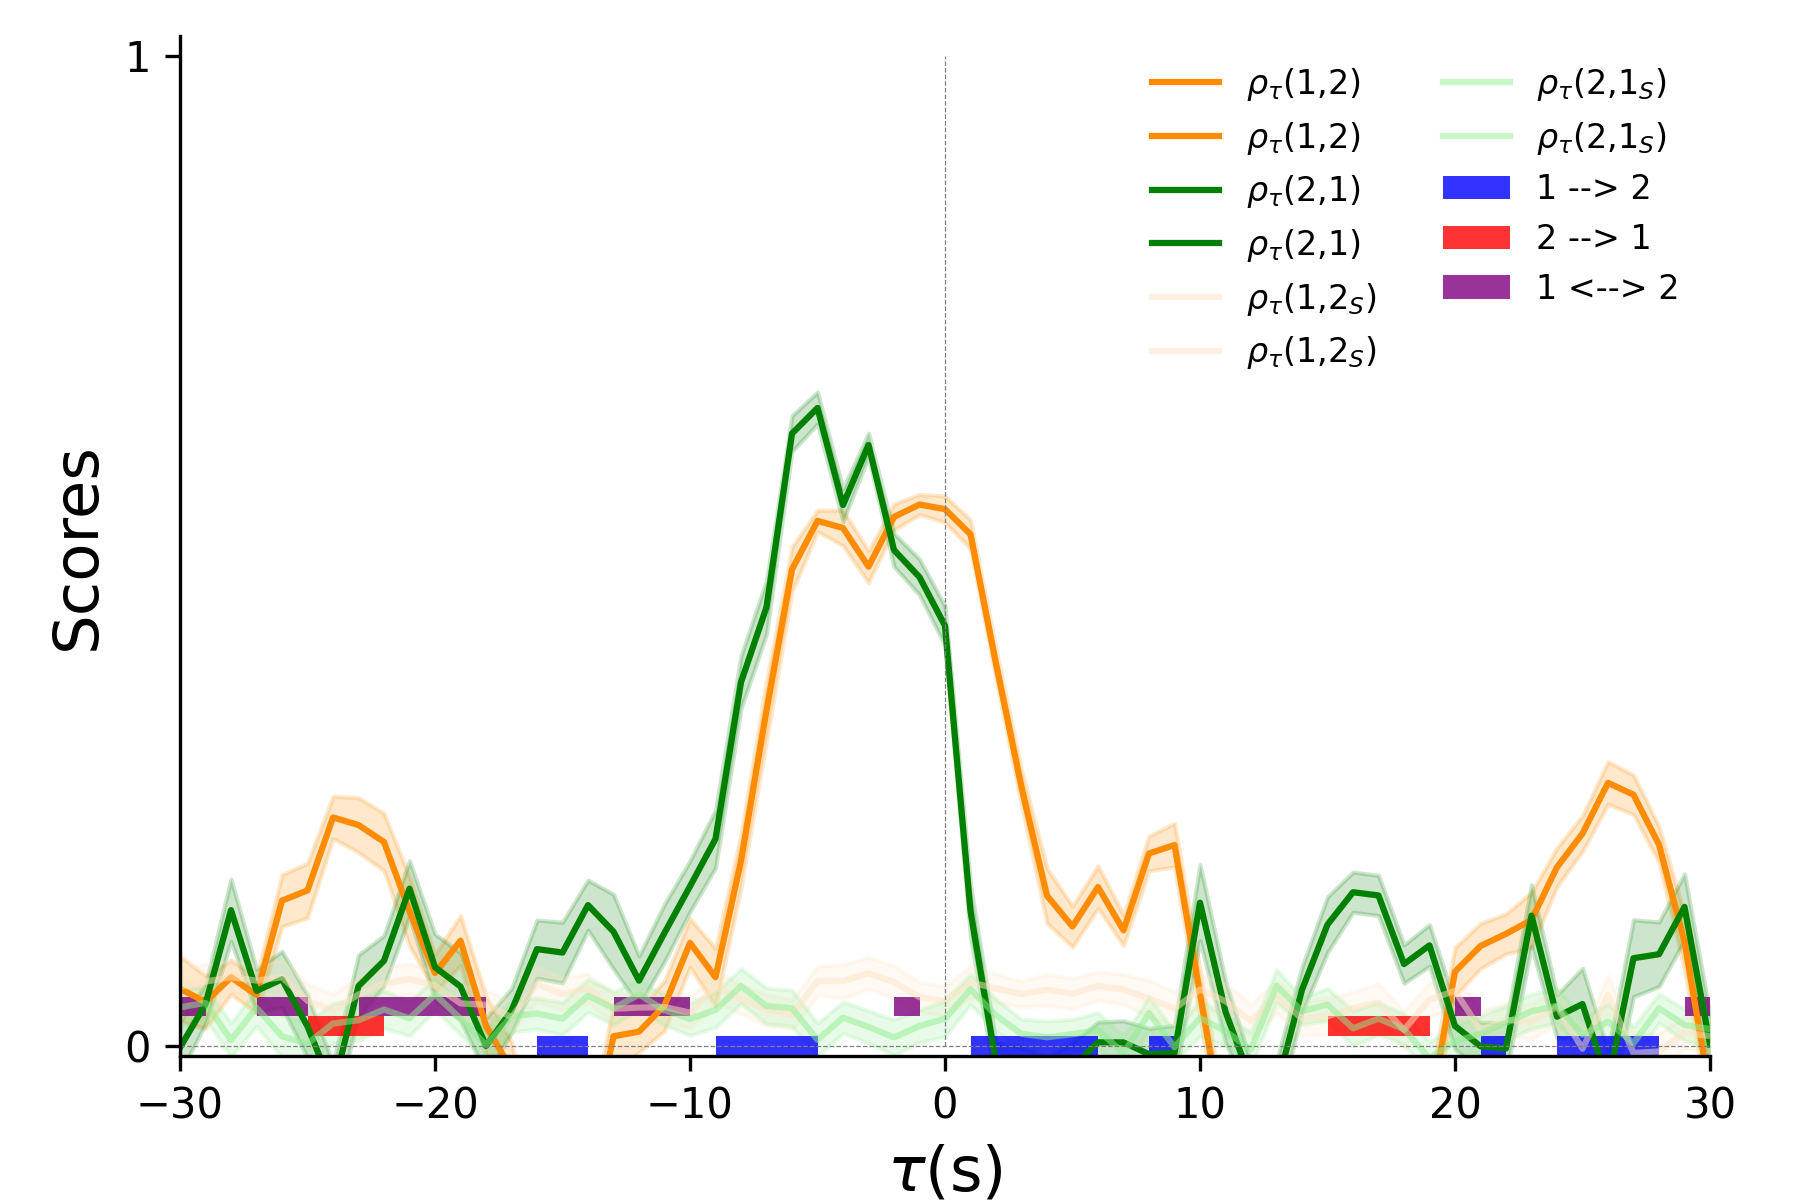 Scores
1
0
ρτ(1,2)
ρτ(1,2)
ρτ(2,1)
ρτ(2,1)
ρτ(1,2S)
ρτ(1,2S)
ρτ(2,1S)
ρτ(2,1S)
1 --> 2
2 --> 1
1 <--> 2
−30 −20 −10 0 10 20 30
τ(s)